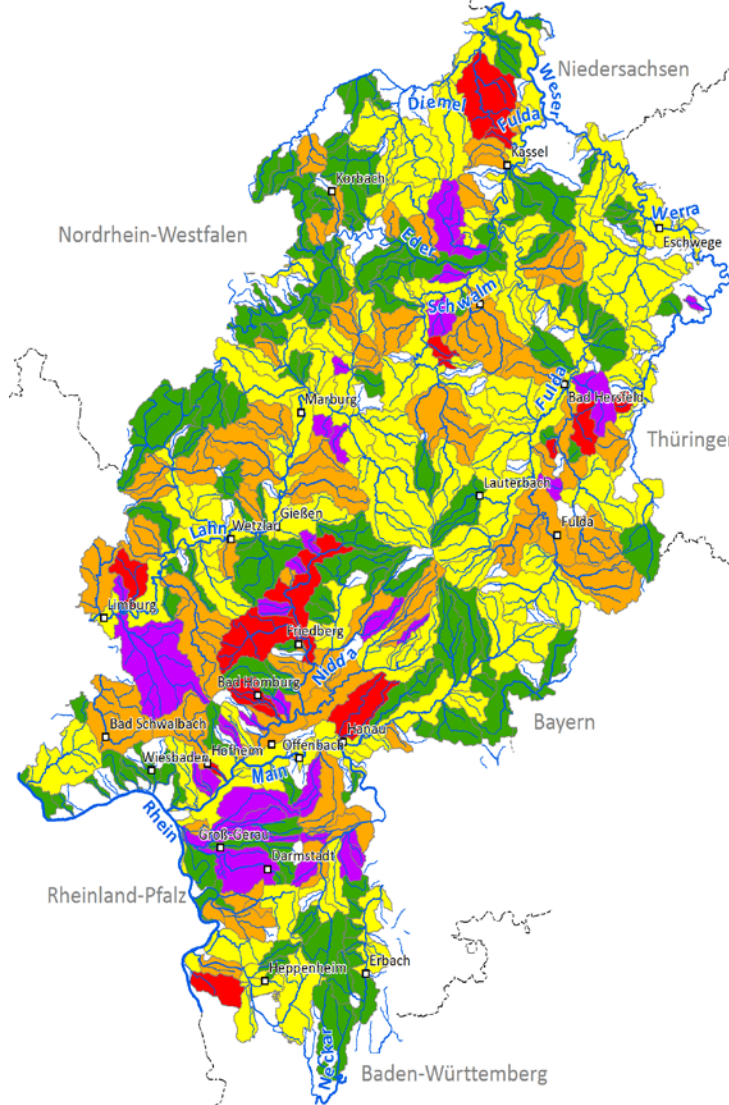 Niedersachsen
Weser
Diemel
Fulda
Kassel
Korbach
Werra
Nordrhein-Westfalen
Eder
Eschwege
Schwalm
Fulda
Bad Hersfeld
Marburg
Thüringen
Lauterbach
Gießen
Lahn
Wetzlar
Fulda
Limburg
Friedberg
Nidda
Bad Homburg
Bayern
Bad Schwalbach
Hanau
Offenbach
Hofheim
Wiesbaden
Main
Rhein
Groß-Gerau
Darmstadt
Rheinland-Pfalz
Erbach
Heppenheim
Neckar
Baden-Württemberg